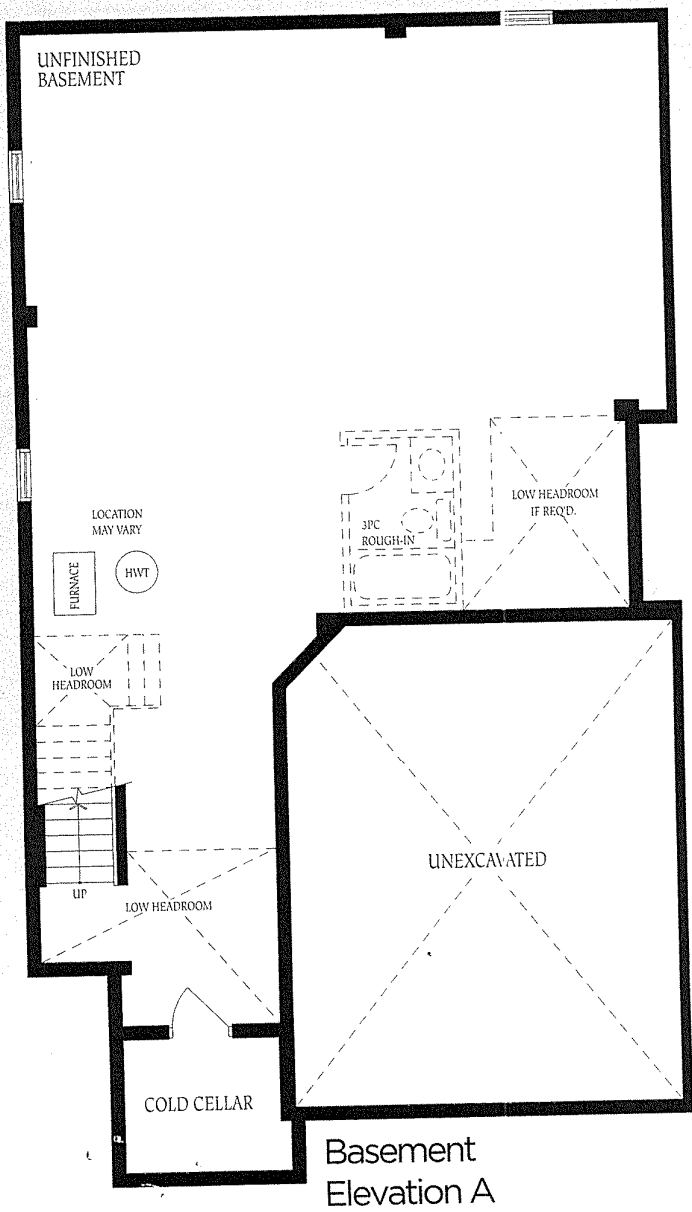 UNFINISHED
BASEMENT
LOCATION
MAY VARY
FURNACE
HWT
3PC
ROUGH-IN
LOW HEADROOM
IF REQ'D.
LOW
HEADROOM
UP
LOW HEADROOM
UNEXCAVATED
COLD CELLAR
Basement
Elevation A